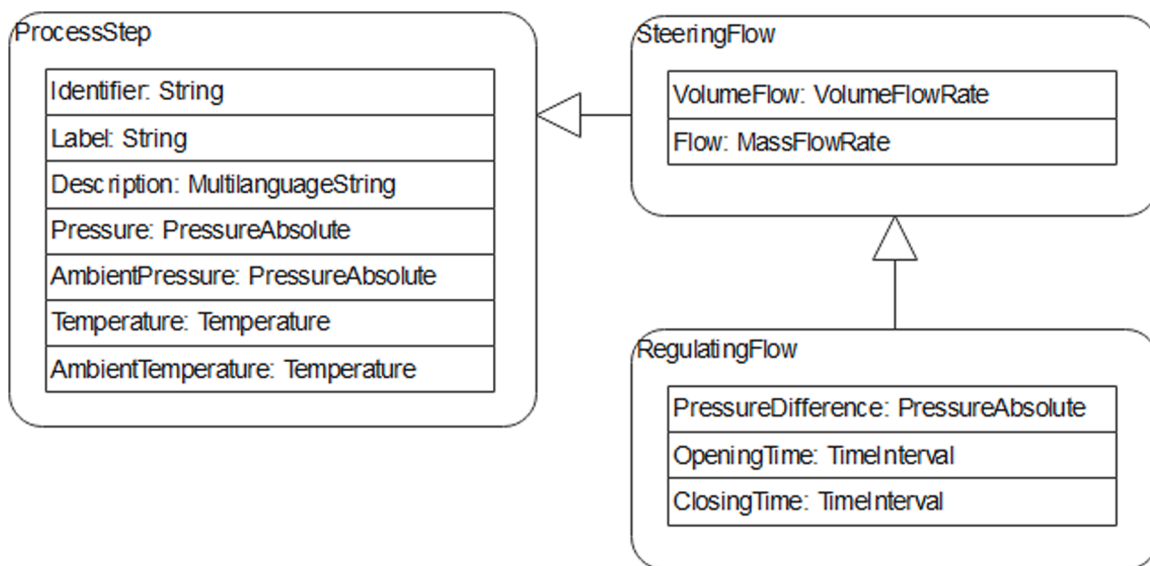 ProcessStep
Identifier: String
Label: String
Description: MultilanguageString
Pressure: PressureAbsolute
AmbientPressure: PressureAbsolute
Temperature: Temperature
AmbientTemperature: Temperature
SteeringFlow
VolumeFlow: VolumeFlowRate
Flow: MassFlowRate
RegulatingFlow
PressureDifference: PressureAbsolute
OpeningTime: TimeInterval
ClosingTime: TimeInterval